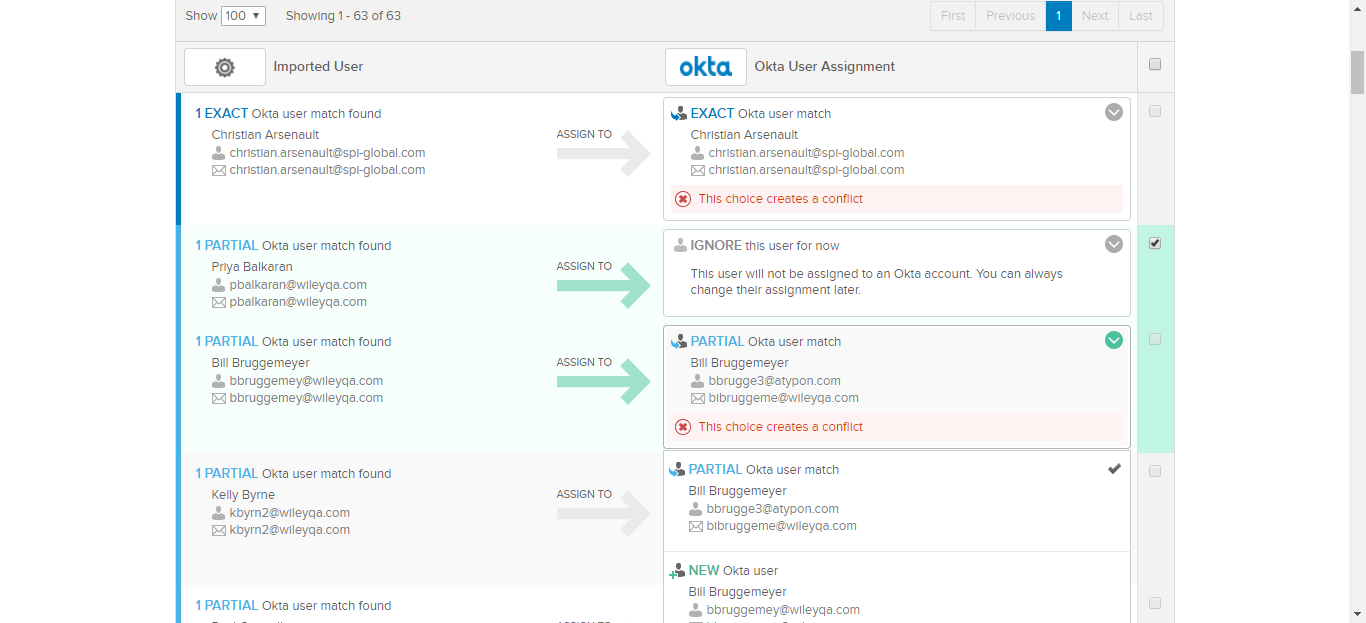 Show 100 ▼ Showing 1 - 63 of 63 First Previous 1 Next Last
Imported User okta Okta User Assignment
1 EXACT Okta user match found
Christian Arsenault
christian.arsenault@spi-global.com
christian.arsenault@spi-global.com
ASSIGN TO
EXACT Okta user match
Christian Arsenault
christian.arsenault@spi-global.com
christian.arsenault@spi-global.com
This choice creates a conflict
1 PARTIAL Okta user match found
Priya Balkaran
pbalkaran@wileyqa.com
pbalkaran@wileyqa.com
ASSIGN TO
IGNORE this user for now
This user will not be assigned to an Okta account. You can always
change their assignment later.
1 PARTIAL Okta user match found
Bill Bruggemeyer
bbruggemey@wileyqa.com
bbruggemey@wileyqa.com
ASSIGN TO
PARTIAL Okta user match
Bill Bruggemeyer
bbrugge3@atypon.com
bibruggeme@wileyqa.com
This choice creates a conflict
1 PARTIAL Okta user match found
Kelly Byrne
kbyrn2@wileyqa.com
kbyrn2@wileyqa.com
ASSIGN TO
PARTIAL Okta user match
Bill Bruggemeyer
bbrugge3@atypon.com
bibruggeme@wileyqa.com
NEW Okta user
Bill Bruggemeyer
bbruggemey@wileyqa.com
1 PARTIAL Okta user match found